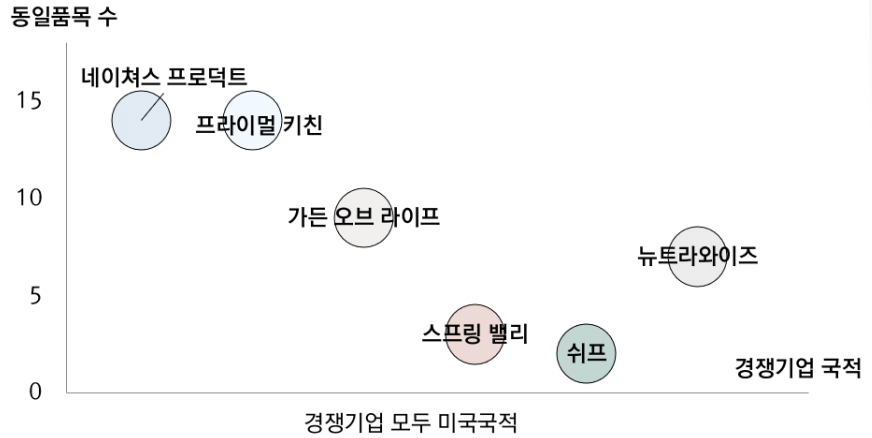 동일품목 수
네이쳐스 프로덕트
15
프라이멀 키친
10
가든 오브 라이프
뉴트라와이즈
5
스프링 밸리
쉬프
경쟁기업 국적
0
경쟁기업 모두 미국국적